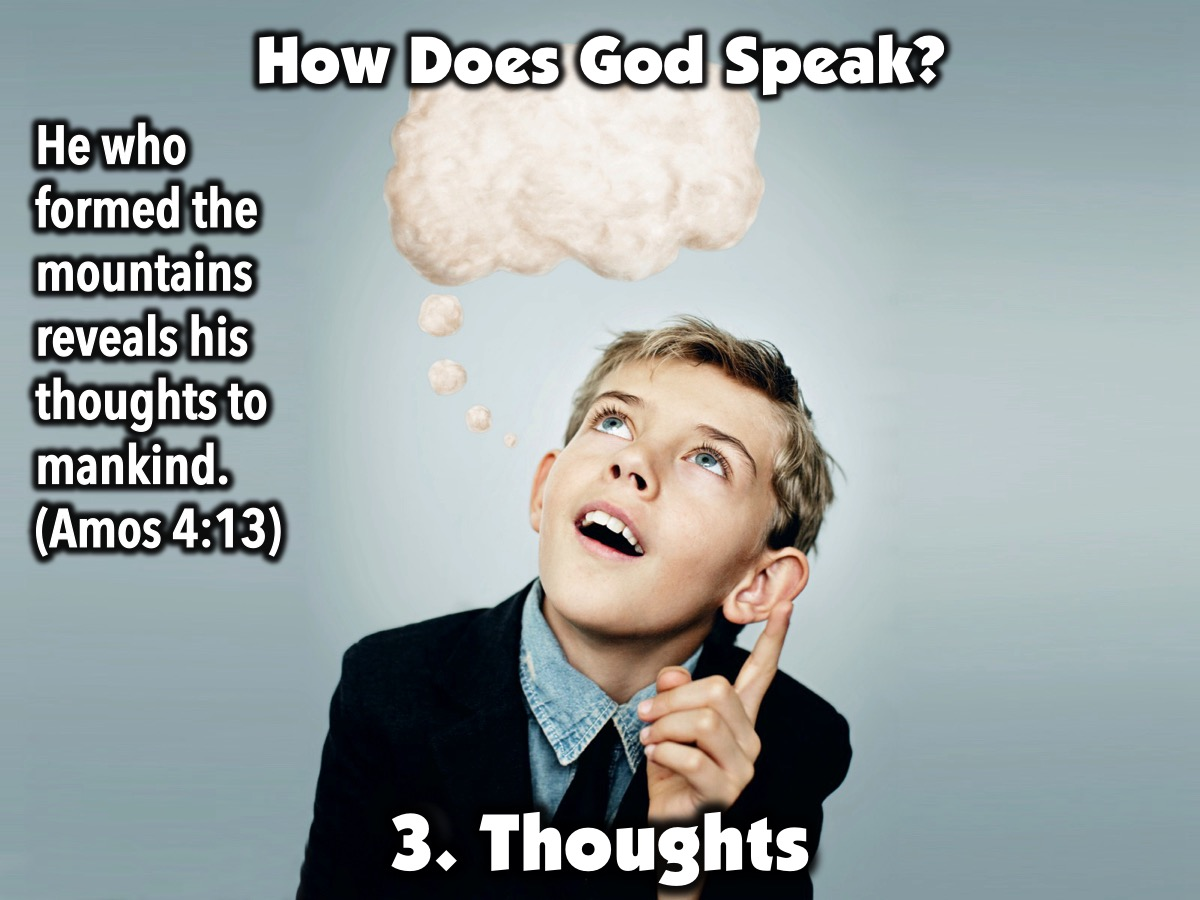 How Does God Speak?
He who
formed the
mountains
reveals his
thoughts to
mankind.
(Amos 4:13)
3. Thoughts